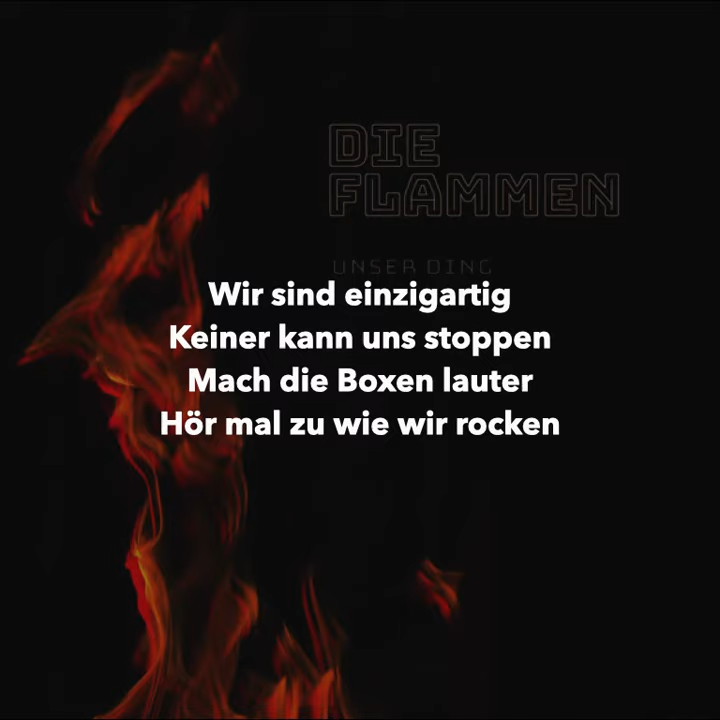 DIE
FLAMMEN
UNSER DING
Wir sind einzigartig
Keiner kann uns stoppen
Mach die Boxen lauter
Hör mal zu wie wir rocken